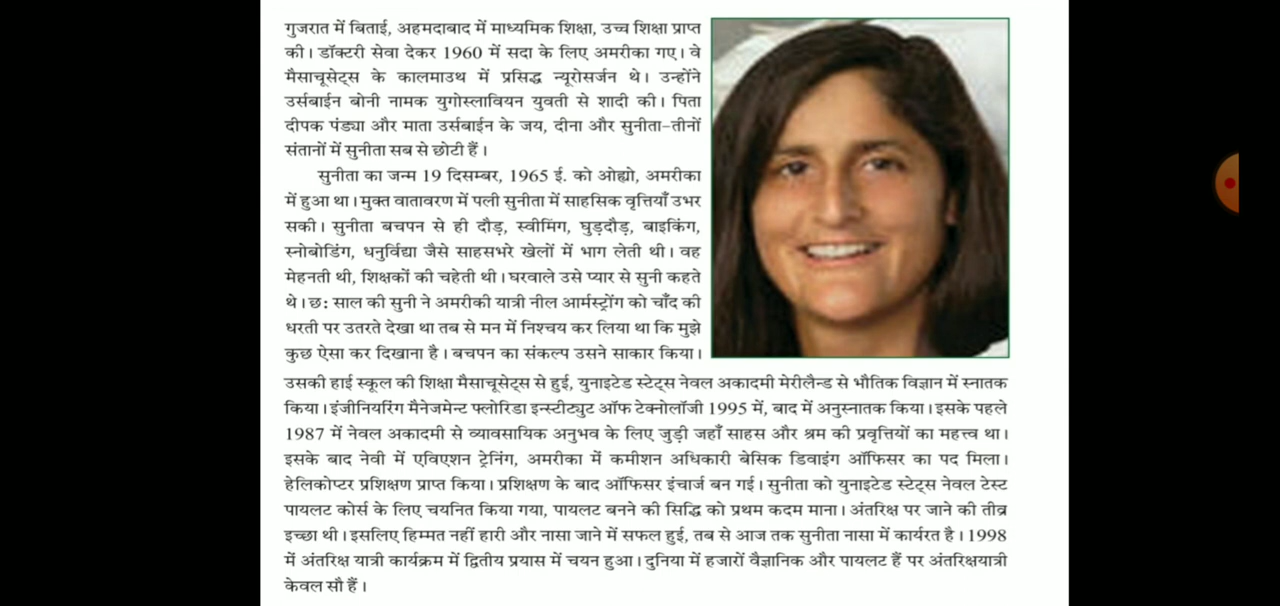 गुजरात में बिताई, अहमदाबाद में माध्यमिक शिक्षा, उच्च शिक्षा प्राप्त
की। डॉक्टरी सेवा देकर 1960 में सदा के लिए अमरीका गए। वे
मैसाचूसेट्स के कालमाउथ में प्रसिद्ध न्यूरोसर्जन थे। उन्होंने
उर्सबाईन बोनी नामक युगोस्लावियन युवती से शादी की। पिता
दीपक पंड्या और माता उर्सबाईन के जय, दीना और सुनीता–तीनों
संतानों में सुनीता सब से छोटी हैं।
सुनीता का जन्म 19 दिसम्बर, 1965 ई. को ओह्यो, अमरीका
में हुआ था। मुक्त वातावरण में पली सुनीता में साहसिक वृत्तियाँ उभर
सकी। सुनीता बचपन से ही दौड़, स्वीमिंग, घुड़दौड़, बाइकिंग,
स्नोबोडिंग, धनुर्विद्या जैसे साहसभरे खेलों में भाग लेती थी। वह
मेहनती थी, शिक्षकों की चहेती थी। घरवाले उसे प्यार से सुनी कहते
थे। छ: साल की सुनी ने अमरीकी यात्री नील आर्मस्ट्रोंग को चाँद की
धरती पर उतरते देखा था तब से मन में निश्चय कर लिया था कि मुझे
कुछ ऐसा कर दिखाना है। बचपन का संकल्प उसने साकार किया।
उसकी हाई स्कूल की शिक्षा मैसाचूसेट्स से हुई, युनाइटेड स्टेट्स नेवल अकादमी मेरीलैन्ड से भौतिक विज्ञान में स्नातक
किया। इंजीनियरिंग मैनेजमेन्ट फ्लोरिडा इन्स्टीट्युट ऑफ टेक्नोलॉजी 1995 में, बाद में अनुस्नातक किया। इसके पहले
1987 में नेवल अकादमी से व्यावसायिक अनुभव के लिए जुड़ी जहाँ साहस और श्रम की प्रवृत्तियों का महत्त्व था।
इसके बाद नेवी में एविएशन ट्रेनिंग, अमरीका में कमीशन अधिकारी बेसिक डिवाइंग ऑफिसर का पद मिला।
हेलिकोप्टर प्रशिक्षण प्राप्त किया। प्रशिक्षण के बाद ऑफिसर इंचार्ज बन गई। सुनीता को युनाइटेड स्टेट्स नेवल टेस्ट
पायलट कोर्स के लिए चयनित किया गया, पायलट बनने की सिद्धि को प्रथम कदम माना। अंतरिक्ष पर जाने की तीव्र
इच्छा थी। इसलिए हिम्मत नहीं हारी और नासा जाने में सफल हुई, तब से आज तक सुनीता नासा में कार्यरत है। 1998
में अंतरिक्ष यात्री कार्यक्रम में द्वितीय प्रयास में चयन हुआ। दुनिया में हजारों वैज्ञानिक और पायलट हैं पर अंतरिक्षयात्री
केवल सौ हैं।